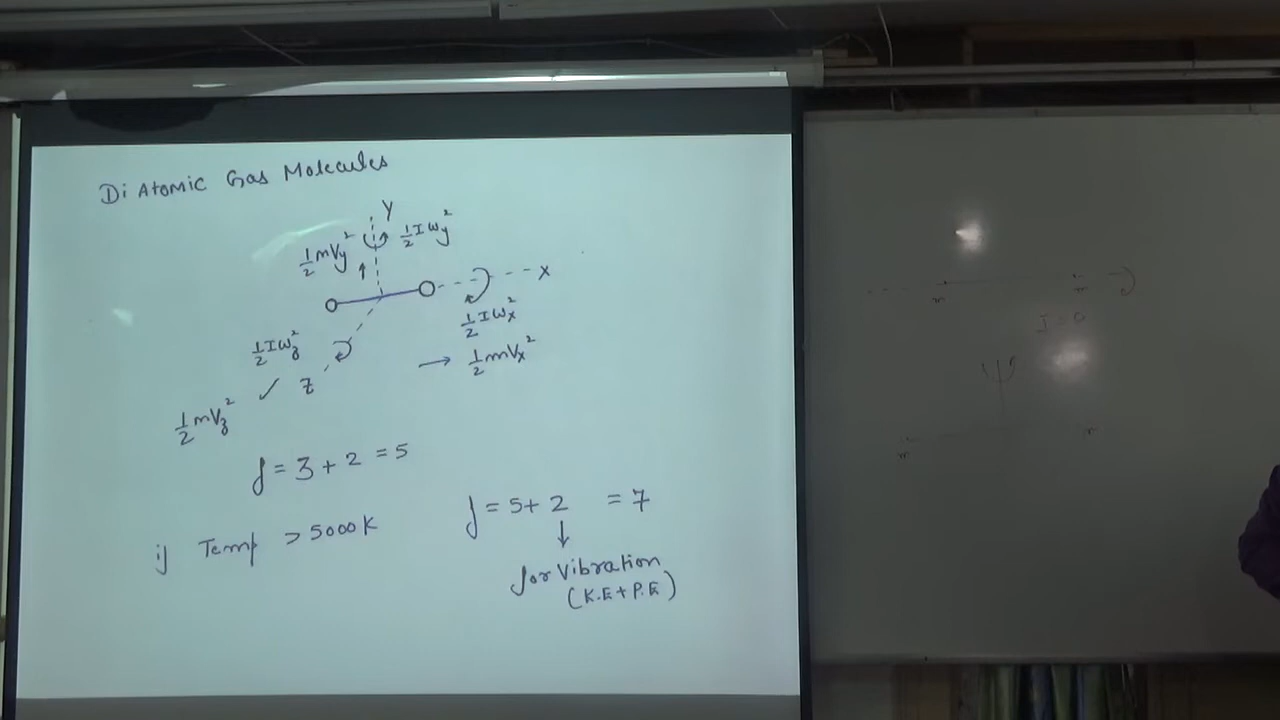 Di Atomic Gas Molecules
Y
½mVy²
½Iωy²
X
½Iωx²
→ ½mVx²
½Iωz²
Z
½mVz²
f = 3 + 2 = 5
if Temp > 5000K
f = 5 + 2 = 7
for Vibration
(K.E + P.E)
m
m
I = 0
m